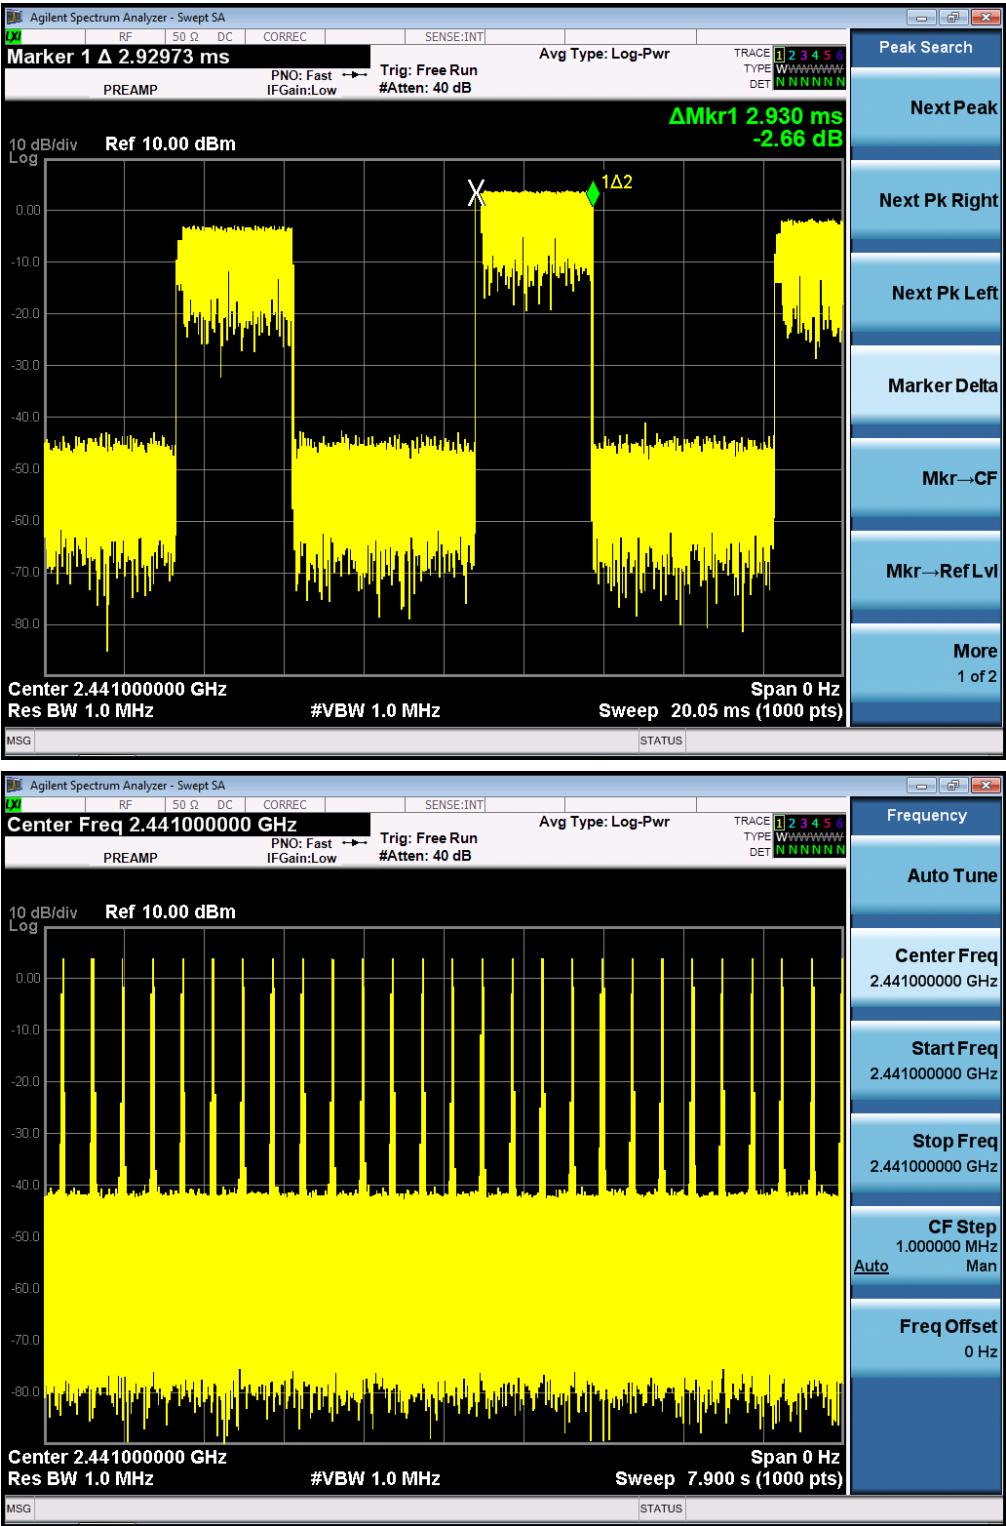 Agilent Spectrum Analyzer - Swept SA
LXI RF 50 Ω DC CORREC SENSE:INT
Marker 1 Δ 2.92973 ms
PREAMP
PNO: Fast
IFGain:Low
Trig: Free Run
#Atten: 40 dB
Avg Type: Log-Pwr
TRACE 1 2 3 4 5 6
TYPE WWWWWW
DET N N N N N N
ΔMkr1 2.930 ms
-2.66 dB
10 dB/div Ref 10.00 dBm
Log
1Δ2
0.00
-10.0
-20.0
-30.0
-40.0
-50.0
-60.0
-70.0
-80.0
Center 2.441000000 GHz Span 0 Hz
Res BW 1.0 MHz #VBW 1.0 MHz Sweep 20.05 ms (1000 pts)
MSG STATUS
Peak Search
Next Peak
Next Pk Right
Next Pk Left
Marker Delta
Mkr→CF
Mkr→Ref Lvl
More
1 of 2
Agilent Spectrum Analyzer - Swept SA
LXI RF 50 Ω DC CORREC SENSE:INT
Center Freq 2.441000000 GHz
PREAMP
PNO: Fast
IFGain:Low
Trig: Free Run
#Atten: 40 dB
Avg Type: Log-Pwr
TRACE 1 2 3 4 5 6
TYPE WWWWWW
DET N N N N N N
10 dB/div Ref 10.00 dBm
Log
0.00
-10.0
-20.0
-30.0
-40.0
-50.0
-60.0
-70.0
-80.0
Center 2.441000000 GHz Span 0 Hz
Res BW 1.0 MHz #VBW 1.0 MHz Sweep 7.900 s (1000 pts)
MSG STATUS
Frequency
Auto Tune
Center Freq
2.441000000 GHz
Start Freq
2.441000000 GHz
Stop Freq
2.441000000 GHz
CF Step
1.000000 MHz
Auto Man
Freq Offset
0 Hz